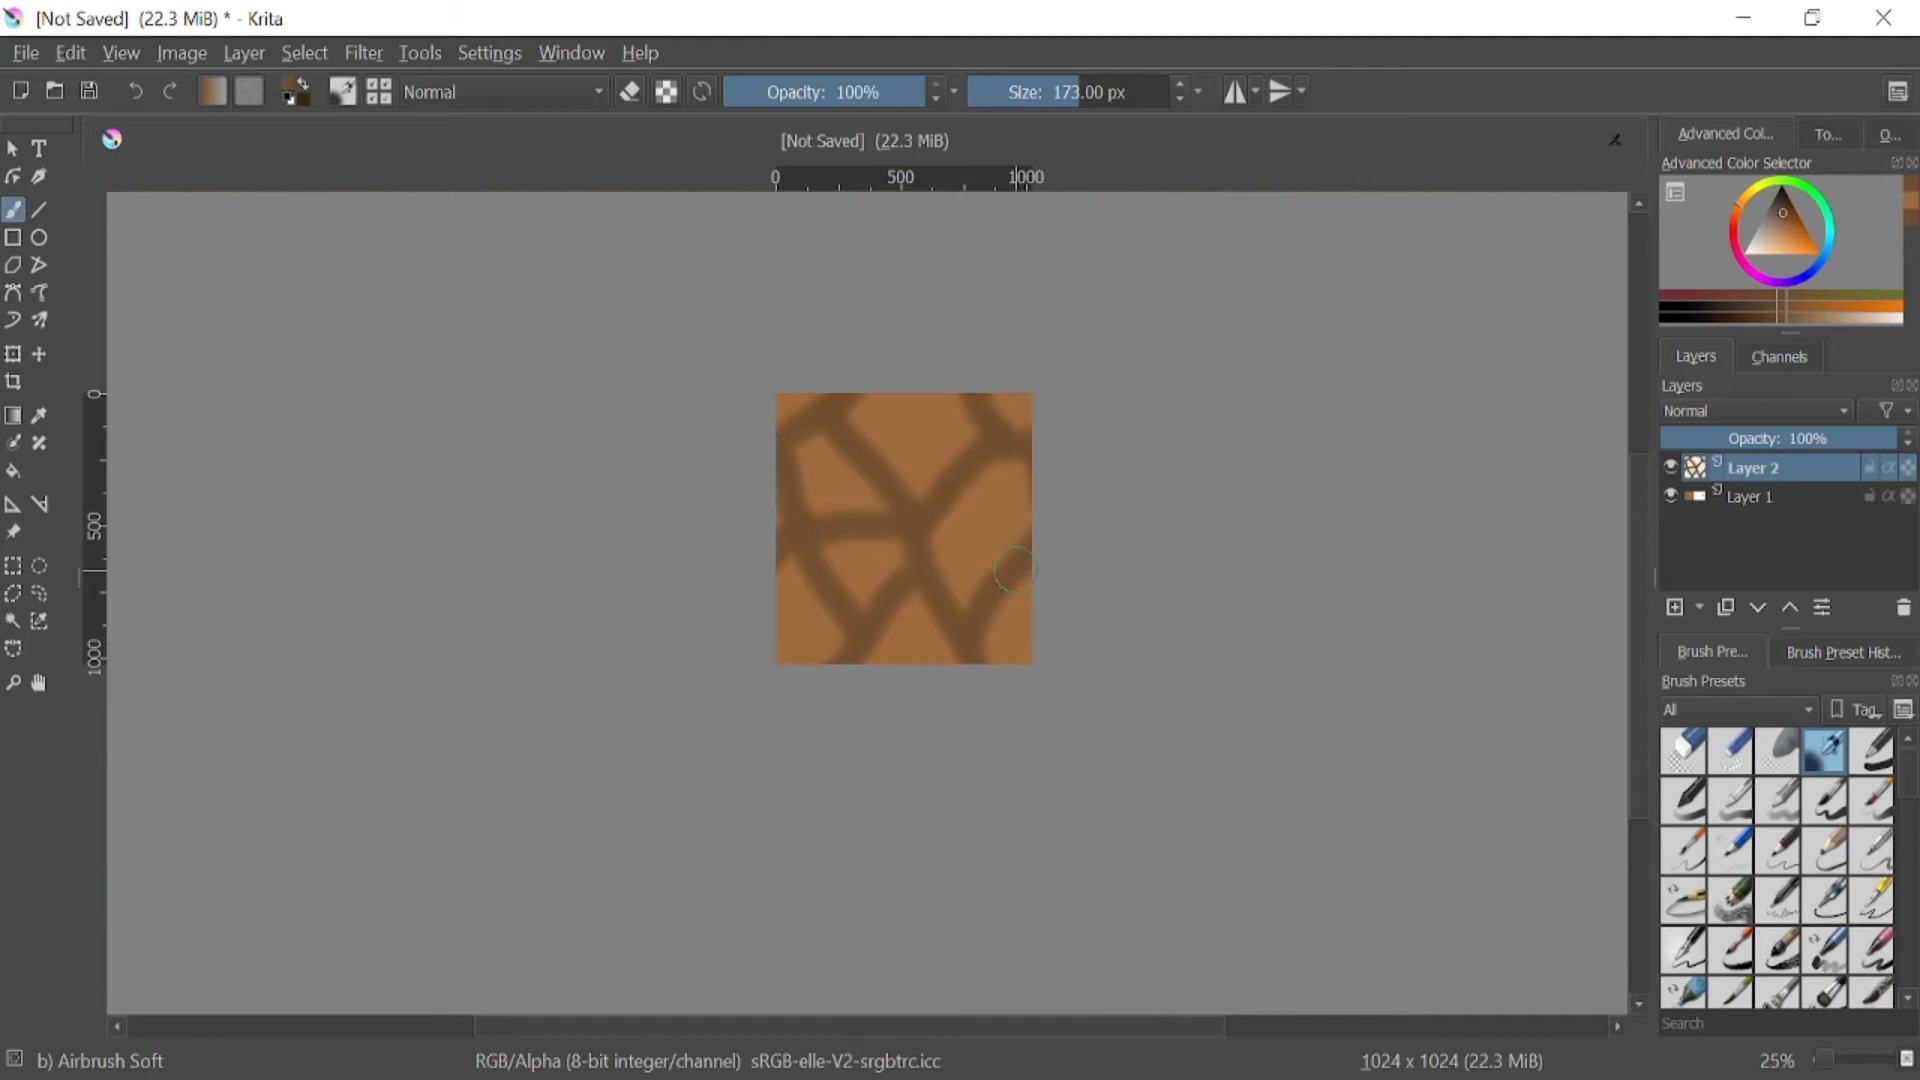 [Not Saved] (22.3 MiB) * - Krita
File Edit View Image Layer Select Filter Tools Settings Window Help
Normal Opacity: 100% Size: 173.00 px
[Not Saved] (22.3 MiB)
0 500 1000
0
500
1000
Advanced Col... To... O...
Advanced Color Selector
Layers Channels
Layers
Normal
Opacity: 100%
Layer 2
Layer 1
Brush Pre... Brush Preset Hist...
Brush Presets
All Tag
Search
b) Airbrush Soft RGB/Alpha (8-bit integer/channel) sRGB-elle-V2-srgbtrc.icc 1024 x 1024 (22.3 MiB) 25%